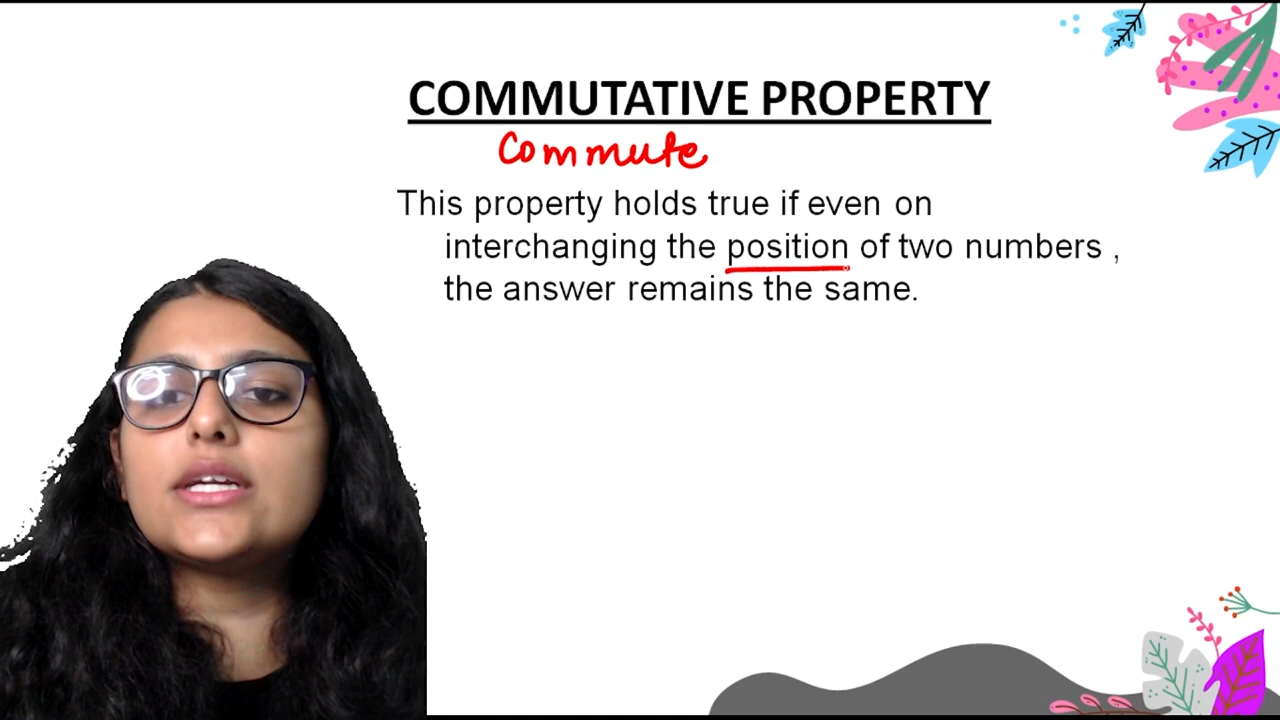 COMMUTATIVE PROPERTY
Commute
This property holds true if even on
interchanging the position of two numbers ,
the answer remains the same.